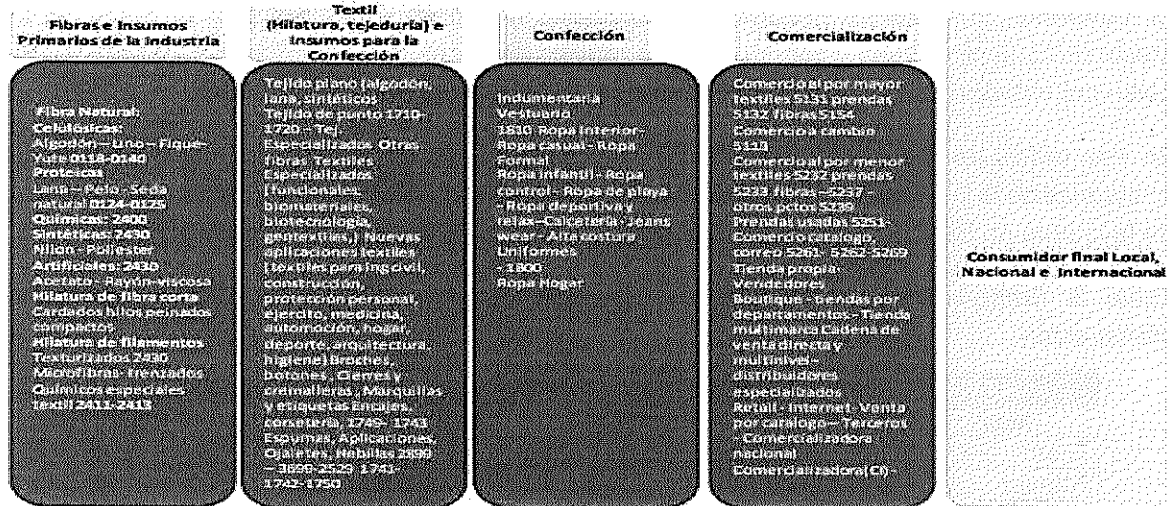 Fibras e Insumos
Primarios de la Industria
Fibra Natural:
Celulósicas:
Algodón – Lino – Fique-
Yute 0118-0140
Proteicas
Lana – Pelo - Seda
natural 0124-0125
Químicas: 2400
Sintéticas: 2430
Nilon - Poliester
Artificiales: 2430
Acetato - Rayón-viscosa
Hilatura de fibra corta
Cardados hilos peinados
compactos
Hilatura de filamentos
Texturizados 2430
Microfibras- trenzados
Químicos especiales
textil 2411-2413
Textil
(Hilatura, tejeduría) e
Insumos para la
Confección
Tejido plano (algodón,
lana, sintéticos
Tejido de punto 1710-
1720 – Tej.
Especializados Otras
fibras Textiles
Especializados
(funcionales,
biomateriales,
biotecnología,
geotextiles,) Nuevas
aplicaciones textiles
(textiles para ing civil,
construcción,
protección personal,
ejercito, medicina,
automoción, hogar,
deporte, arquitectura,
higiene) Broches,
botones, Cierres y
cremalleras, Marquillas
y etiquetas Encajes,
corsetería, 1749- 1743
Espumas, Aplicaciones,
Ojaletes, Hebillas 2899
– 3699-2529 1741-
1742-1750
Confección
Indumentaria
Vestuario
1810 Ropa Interior-
Ropa casual - Ropa
Formal
Ropa infantil - Ropa
control - Ropa de playa
- Ropa deportiva y
relax – Calcetería - Jeans
wear – Alta costura
Uniformes
- 1800
Ropa Hogar
Comercialización
Comercio al por mayor
textiles 5131 prendas
5132 fibras 5154
Comercio a cambio
5113
Comercio al por menor
textiles 5232 prendas
5233 fibras – 5237 -
otros pctos 5239
Prendas usadas 5251-
Comercio catalogo,
correo 5261- 5262-5269
Tienda propia-
Vendedores
Boutique - tiendas por
departamentos – Tienda
multimarca Cadena de
venta directa y
multinivel –
distribuidores
especializados
Retail - Internet- Venta
por catalogo – Terceros
- Comercializadora
nacional
Comercializadora(CI) -
Consumidor final Local,
Nacional e Internacional